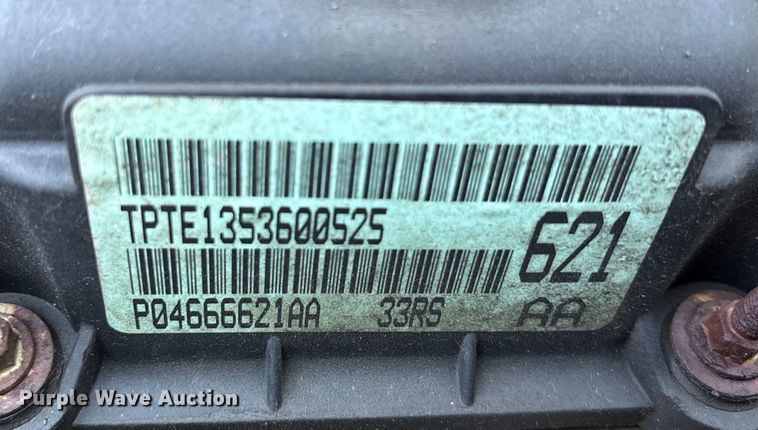 TPTE1353600525
621
P04666621AA 33RS AA
Purple Wave Auction